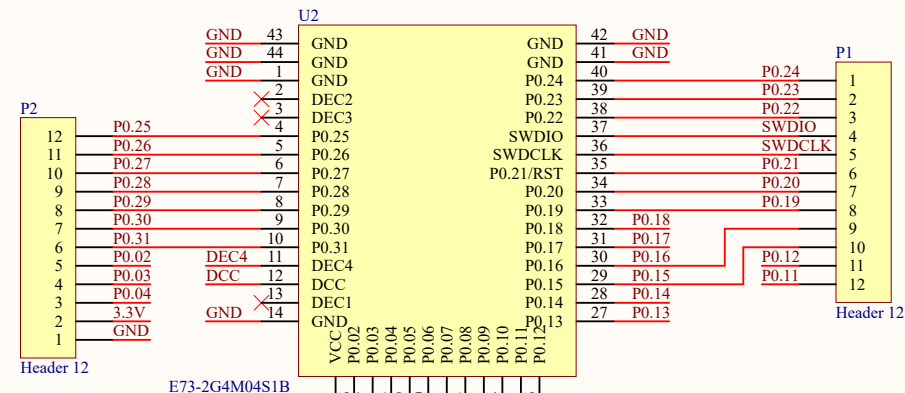 U2
GND 43 GND GND 42 GND
GND 44 GND GND 41 GND
GND 1 GND P0.24 40 P0.24 1
2 DEC2 P0.23 39 P0.23 2
3 DEC3 P0.22 38 P0.22 3
12 P0.25 4 P0.25 SWDIO 37 SWDIO 4
11 P0.26 5 P0.26 SWDCLK 36 SWDCLK 5
10 P0.27 6 P0.27 P0.21/RST 35 P0.21 6
9 P0.28 7 P0.28 P0.20 34 P0.20 7
8 P0.29 8 P0.29 P0.19 33 P0.19 8
7 P0.30 9 P0.30 P0.18 32 P0.18 9
6 P0.31 10 P0.31 P0.17 31 P0.17 10
5 P0.02 DEC4 11 DEC4 P0.16 30 P0.16 P0.12 11
4 P0.03 DCC 12 DCC P0.15 29 P0.15 P0.11 12
3 P0.04 13 DEC1 P0.14 28 P0.14
2 3.3V GND 14 GND P0.13 27 P0.13
1 GND
P1
P2
Header 12
Header 12
VCC
P0.02
P0.03
P0.04
P0.05
P0.06
P0.07
P0.08
P0.09
P0.10
P0.11
P0.12
E73-2G4M04S1B